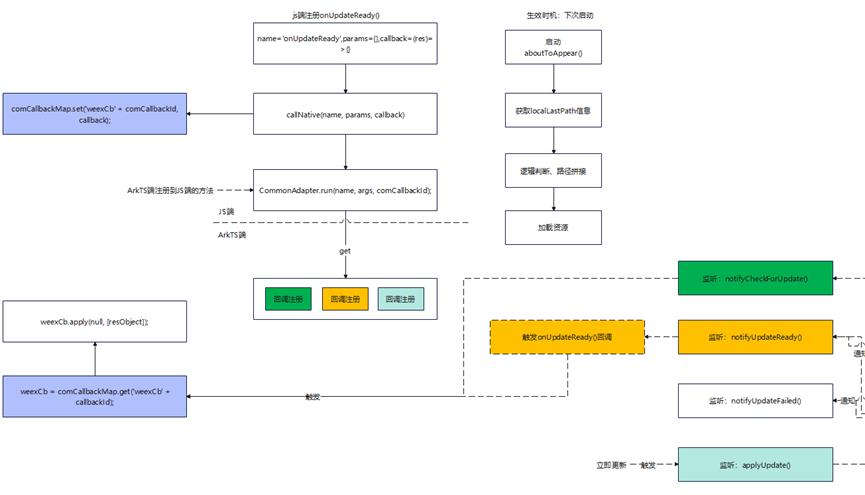 js端注册onUpdateReady()
name='onUpdateReady',params={},callback=(res)=
>{}
comCallbackMap.set('weexCb' + comCallbackId,
callback);
callNative(name, params, callback)
ArkTS端注册到JS端的方法
CommonAdapter.run(name, args, comCallbackId);
JS端
ArkTS端
get
回调注册
回调注册
回调注册
weexCb.apply(null, [resObject]);
weexCb = comCallbackMap.get('weexCb' +
callbackId);
触发
生效时机：下次启动
启动
aboutToAppear()
获取localLastPath信息
逻辑判断、路径拼接
加载资源
监听：notifyCheckForUpdate()
触发onUpdateReady()回调
监听：notifyUpdateReady()
通知
监听：notifyUpdateFailed()
通知
立即更新
触发
监听：applyUpdate()